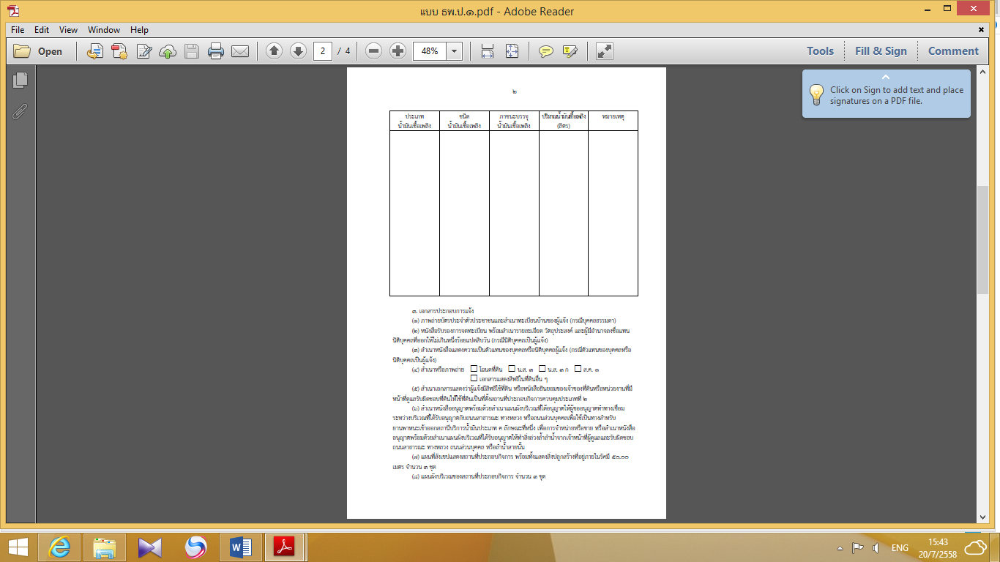 แบบ ธพ.ป.๑.pdf - Adobe Reader
File Edit View Window Help
Open 2 / 4 48% Tools Fill & Sign Comment
Click on Sign to add text and place
signatures on a PDF file.
๒
ประเภท
น้ำมันเชื้อเพลิง
ชนิด
น้ำมันเชื้อเพลิง
ภาชนะบรรจุ
น้ำมันเชื้อเพลิง
ปริมาณน้ำมันเชื้อเพลิง
(ลิตร)
หมายเหตุ
๓. เอกสารประกอบการแจ้ง
(๑) ภาพถ่ายบัตรประจำตัวประชาชนและสำเนาทะเบียนบ้านของผู้แจ้ง (กรณีบุคคลธรรมดา)
(๒) หนังสือรับรองการจดทะเบียน พร้อมสำเนารายละเอียด วัตถุประสงค์ และผู้มีอำนาจลงชื่อแทน
นิติบุคคลที่ออกให้ไม่เกินหนึ่งร้อยแปดสิบวัน (กรณีนิติบุคคลเป็นผู้แจ้ง)
(๓) สำเนาหนังสือแสดงความเป็นตัวแทนของบุคคลหรือนิติบุคคลผู้แจ้ง (กรณีตัวแทนของบุคคลหรือ
นิติบุคคลเป็นผู้แจ้ง)
(๔) สำเนาหรือภาพถ่าย โฉนดที่ดิน น.ส. ๓ น.ส. ๓ ก ส.ค. ๑
เอกสารแสดงสิทธิในที่ดินอื่น ๆ
(๕) สำเนาเอกสารแสดงว่าผู้แจ้งมีสิทธิใช้ที่ดิน หรือหนังสือยินยอมของเจ้าของที่ดินหรือหน่วยงานที่มี
หน้าที่ดูแลรับผิดชอบที่ดินให้ใช้ที่ดินเป็นที่ตั้งสถานที่ประกอบกิจการควบคุมประเภทที่ ๒
(๖) สำเนาหนังสืออนุญาตพร้อมด้วยสำเนาแผนผังบริเวณที่ได้อนุญาตให้ผู้ขออนุญาตทำทางเชื่อม
ระหว่างบริเวณที่ได้รับอนุญาตกับถนนสาธารณะ ทางหลวง หรือถนนส่วนบุคคลเพื่อใช้เป็นทางสำหรับ
ยานพาหนะเข้าออกสถานีบริการน้ำมันประเภท ค ลักษณะที่หนึ่ง เพื่อการจำหน่ายหรือขาย หรือสำเนาหนังสือ
อนุญาตพร้อมด้วยสำเนาแผนผังบริเวณที่ได้รับอนุญาตให้ทำสิ่งล่วงล้ำลำน้ำจากเจ้าหน้าที่ผู้ดูแลและรับผิดชอบ
ถนนสาธารณะ ทางหลวง ถนนส่วนบุคคล หรือลำน้ำสายนั้น
(๗) แผนที่สังเขปแสดงสถานที่ประกอบกิจการ พร้อมทั้งแสดงสิ่งปลูกสร้างที่อยู่ภายในรัศมี ๕๐.๐๐
เมตร จำนวน ๓ ชุด
(๘) แผนผังบริเวณของสถานที่ประกอบกิจการ จำนวน ๓ ชุด
ENG
15:43
20/7/2558